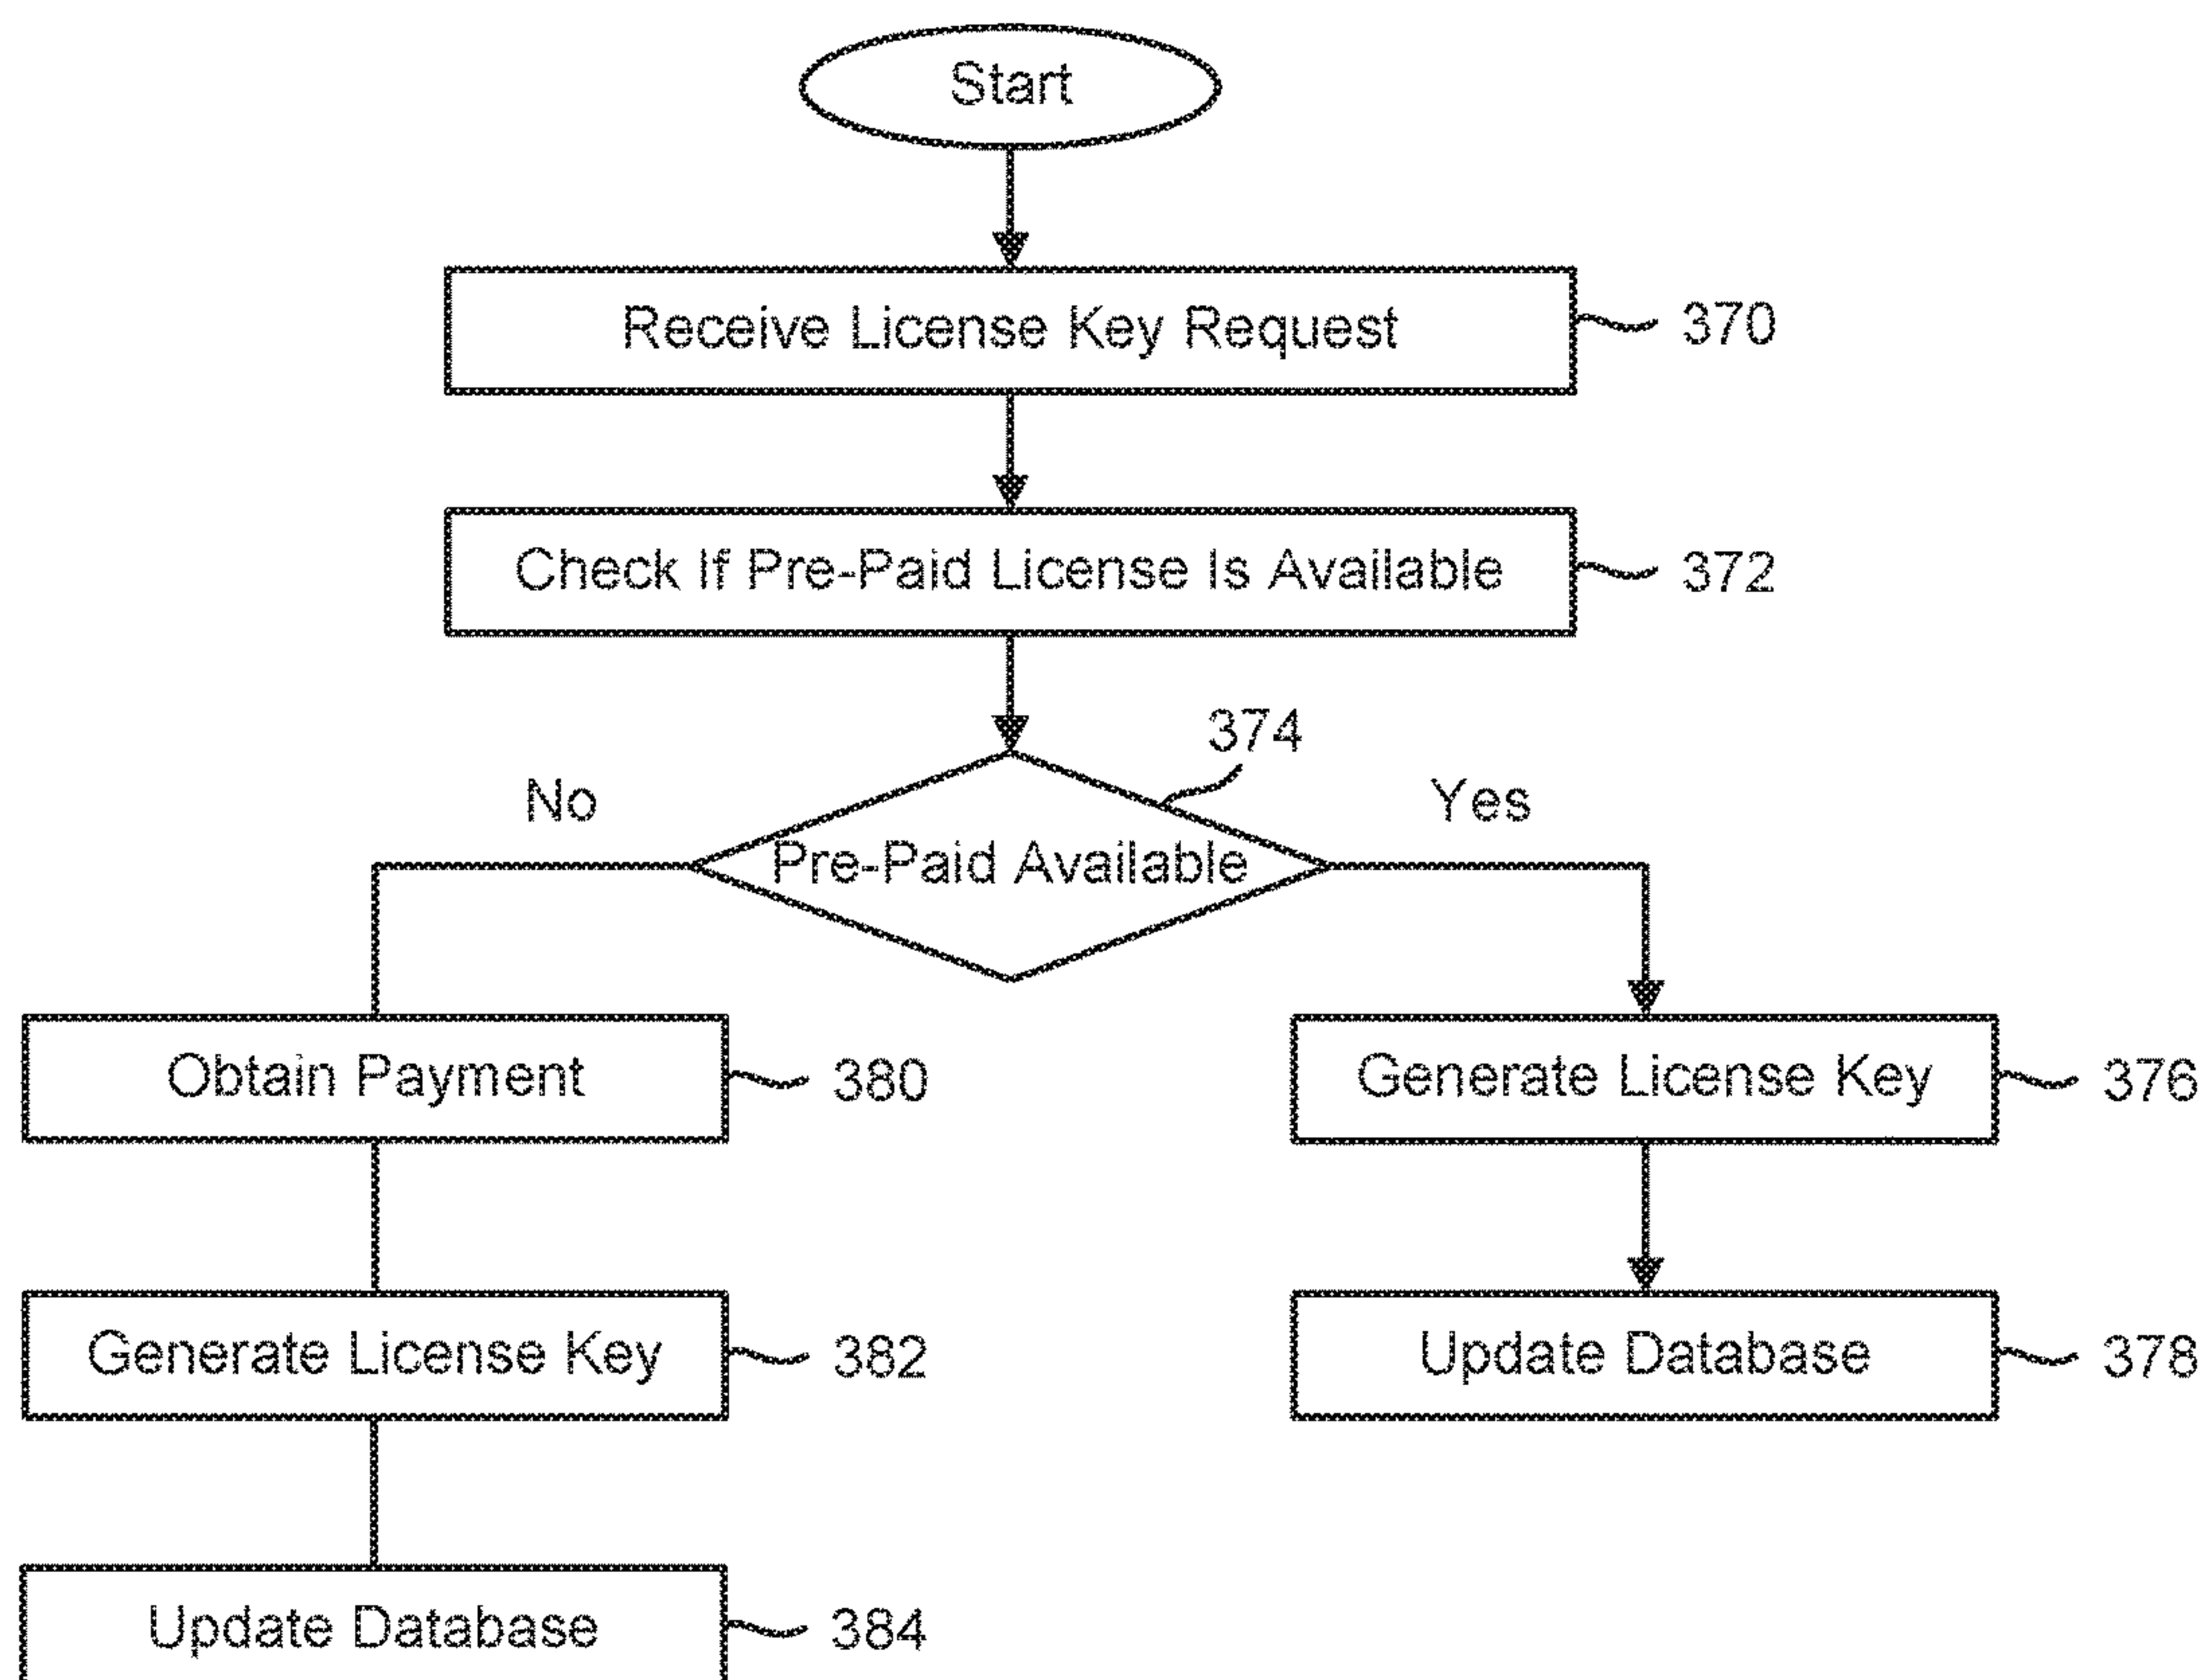 Start
Receive License Key Request
370
Check If Pre-Paid License Is Available
372
374
No
Yes
Pre-Paid Available
Obtain Payment
380
Generate License Key
376
Generate License Key
382
Update Database
378
Update Database
384